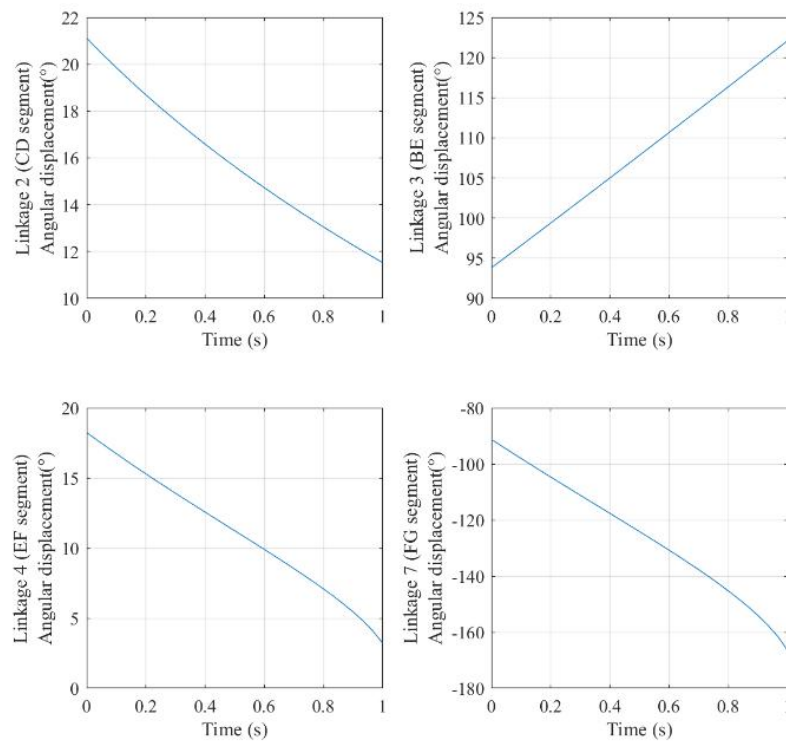 Linkage 2 (CD segment)
Angular displacement(°)
22
20
18
16
14
12
10
0 0.2 0.4 0.6 0.8 1
Time (s)
Linkage 3 (BE segment)
Angular displacement(°)
125
120
115
110
105
100
95
90
0 0.2 0.4 0.6 0.8 1
Time (s)
Linkage 4 (EF segment)
Angular displacement(°)
20
15
10
5
0
0 0.2 0.4 0.6 0.8 1
Time (s)
Linkage 7 (FG segment)
Angular displacement(°)
-80
-100
-120
-140
-160
-180
0 0.2 0.4 0.6 0.8 1
Time (s)